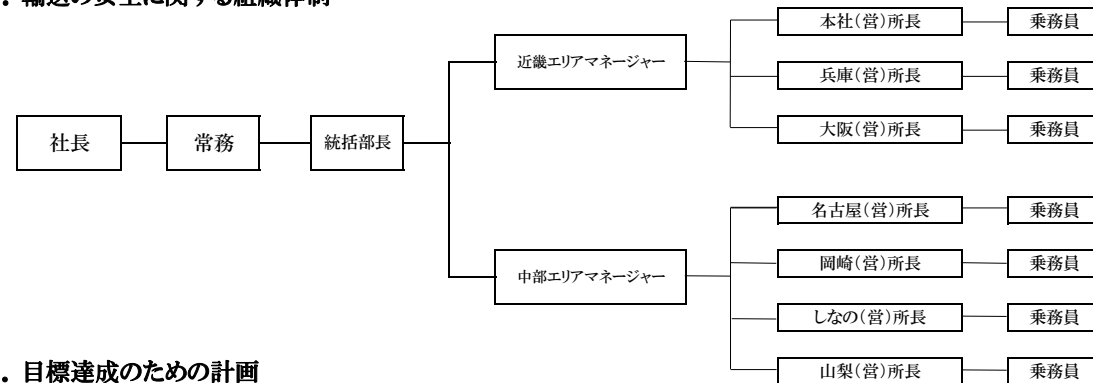 . 輸送の安全に関する組織体制
本社(営)所長 乗務員
近畿エリアマネージャー
兵庫(営)所長 乗務員
大阪(営)所長 乗務員
社長 常務 統括部長
名古屋(営)所長 乗務員
岡崎(営)所長 乗務員
中部エリアマネージャー
しなの(営)所長 乗務員
. 目標達成のための計画
山梨(営)所長 乗務員